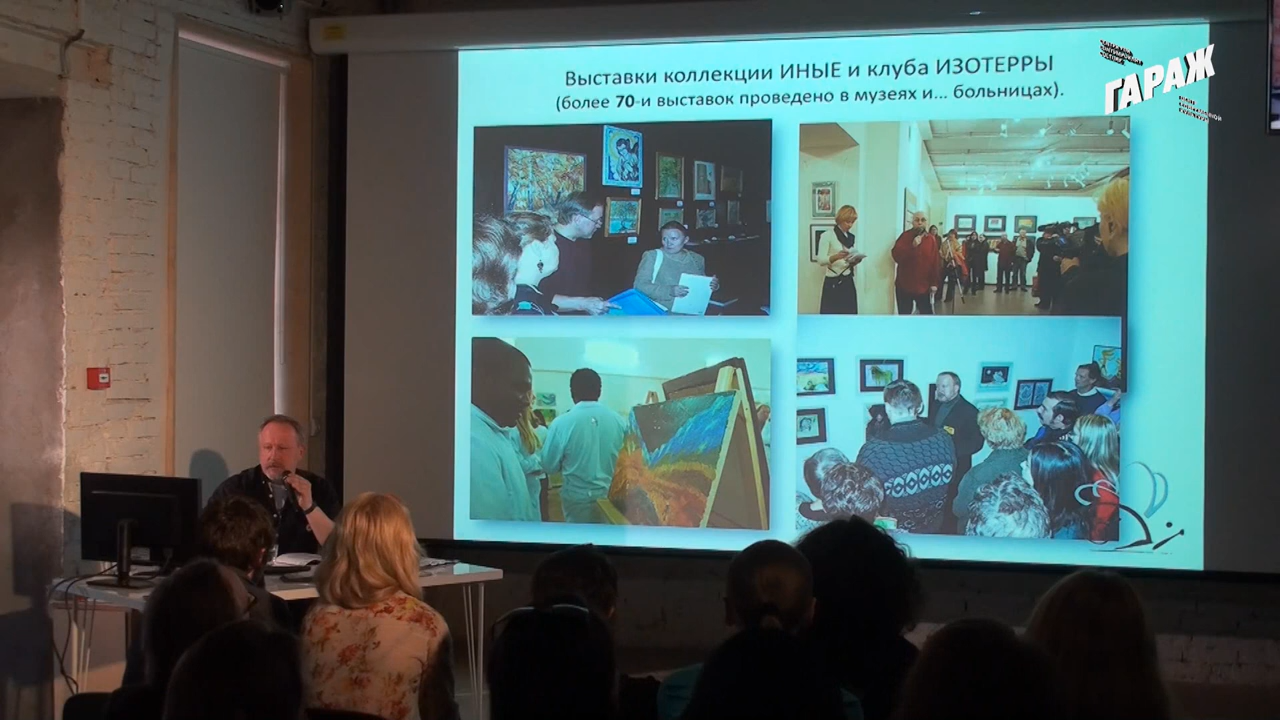 Выставки коллекции ИНЫЕ и клуба ИЗОТЕРРЫ
(более 70-и выставок проведено в музеях и... больницах).
ГАРАЖ